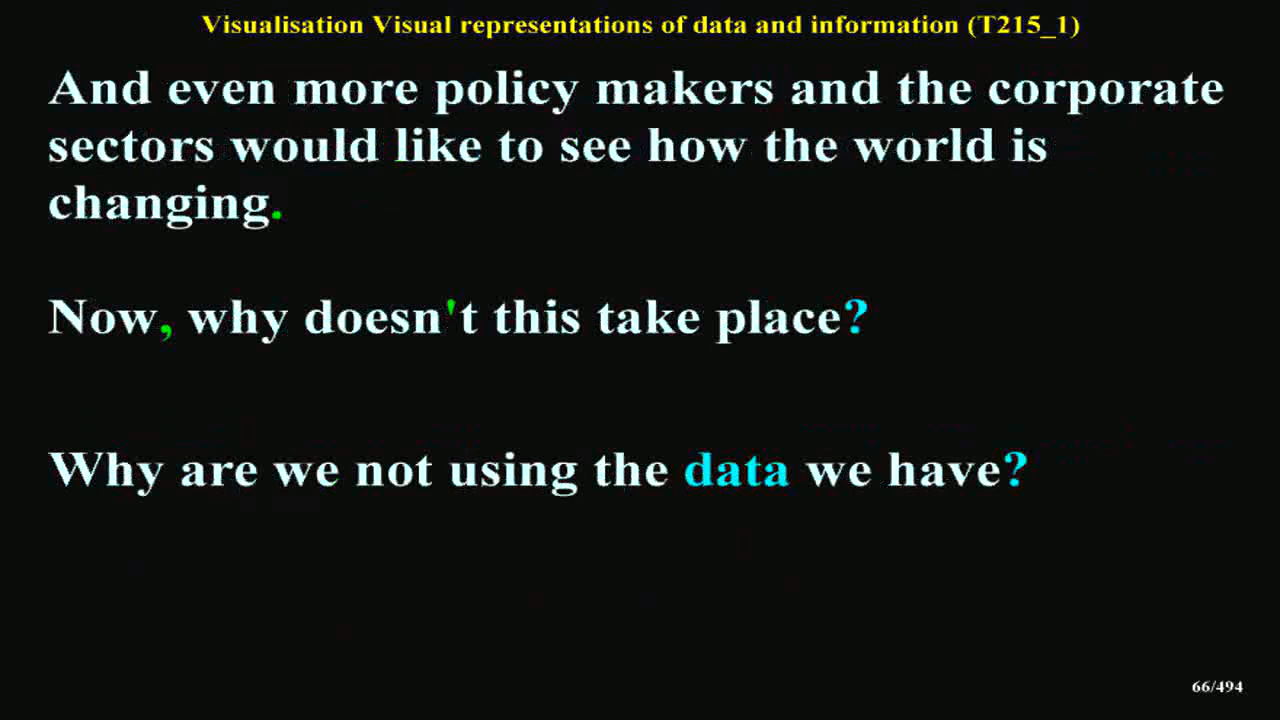 Visualisation Visual representations of data and information (T215_1)
And even more policy makers and the corporate
sectors would like to see how the world is
changing.
Now, why doesn't this take place?
Why are we not using the data we have?
66/494